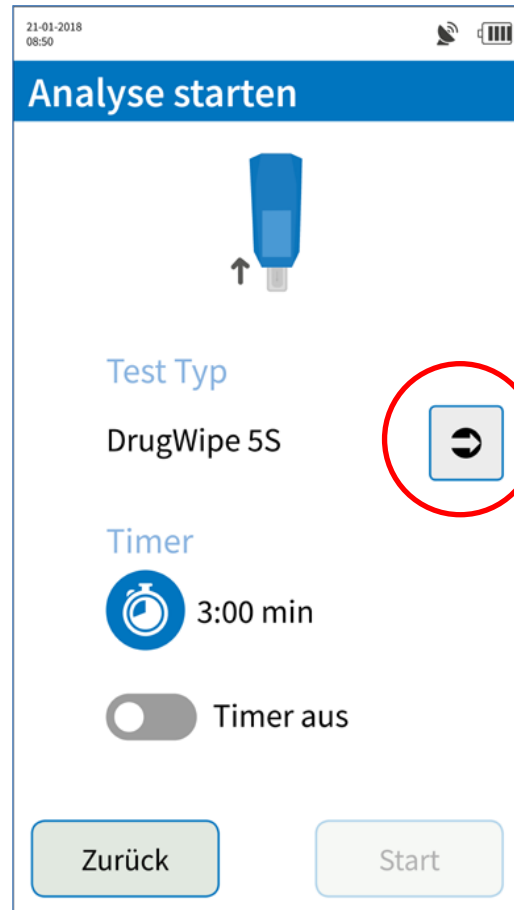 21-01-2018
08:50
Analyse starten
Test Typ
DrugWipe 5S
Timer
3:00 min
Timer aus
Zurück
Start